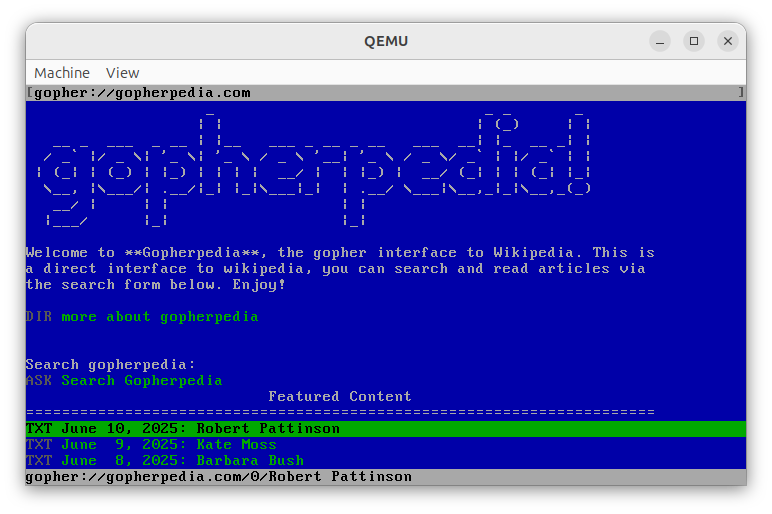 QEMU
Machine View
[gopher://gopherpedia.com ]
gopherpedia!
Welcome to **Gopherpedia**, the gopher interface to Wikipedia. This is
a direct interface to wikipedia, you can search and read articles via
the search form below. Enjoy!
DIR more about gopherpedia
Search gopherpedia:
ASK Search Gopherpedia
Featured Content
======================================================================
TXT June 10, 2025: Robert Pattinson
TXT June  9, 2025: Kate Moss
TXT June  8, 2025: Barbara Bush
gopher://gopherpedia.com/0/Robert Pattinson